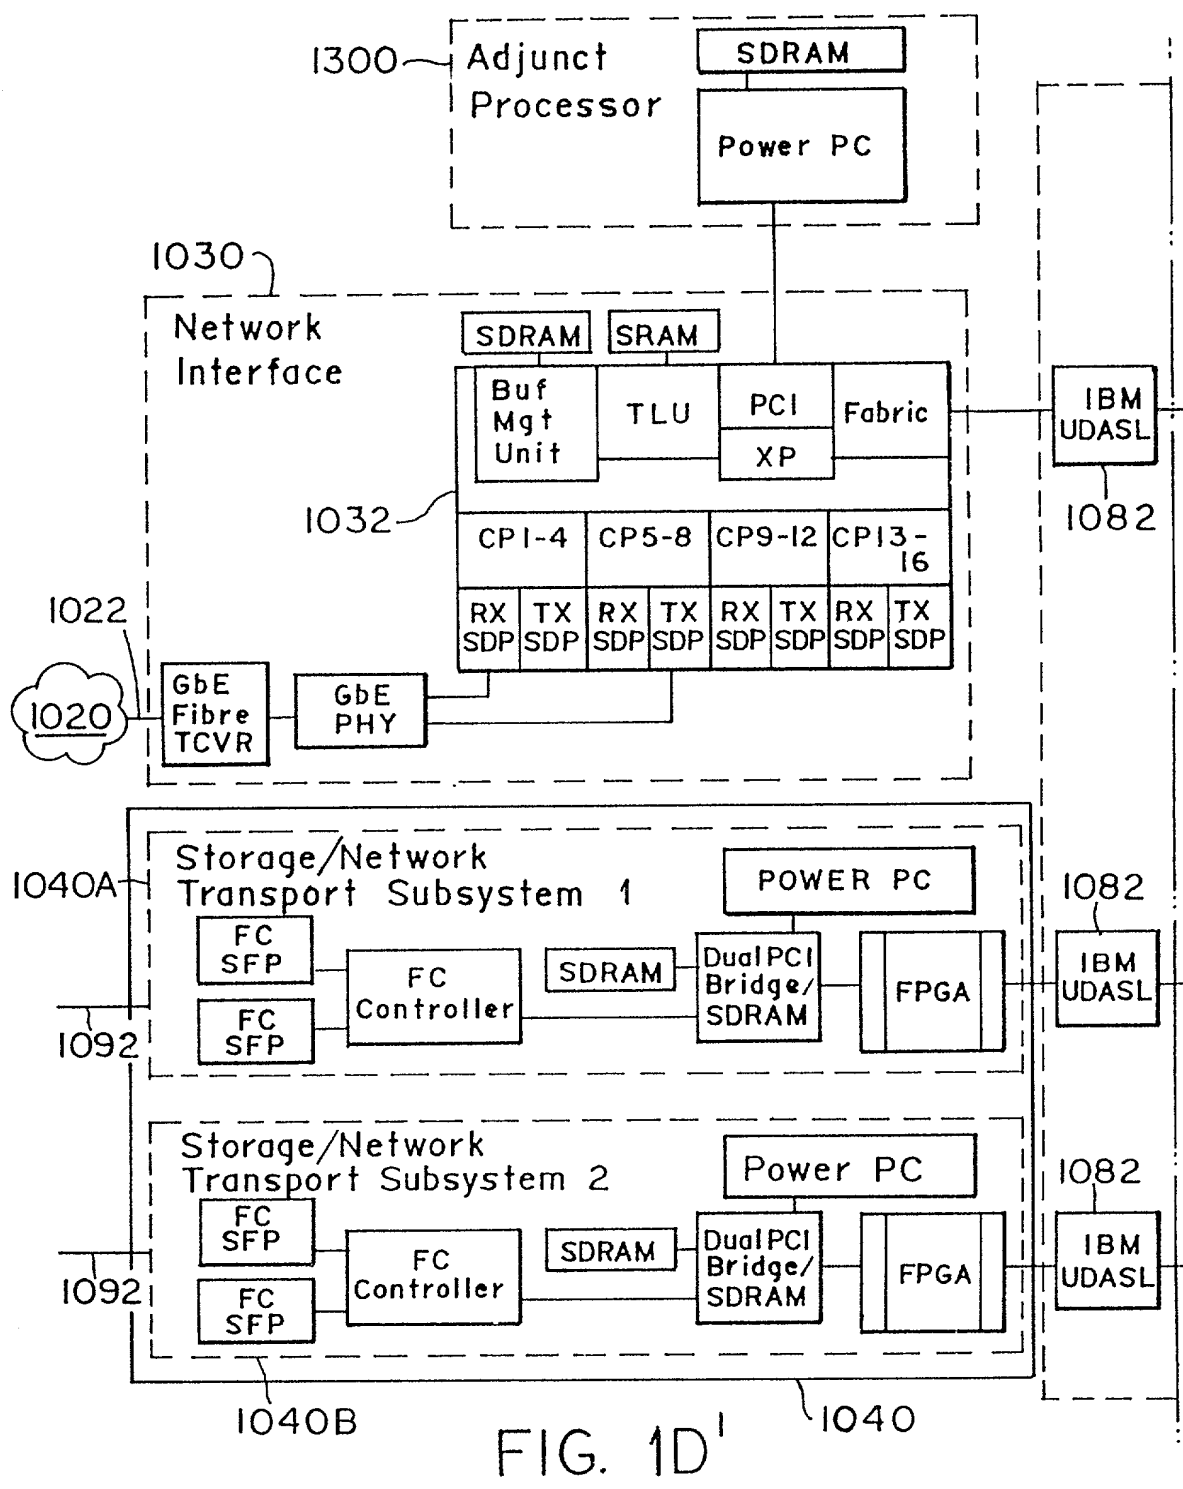 1300
Adjunct
Processor
SDRAM
Power PC
1030
Network
Interface
SDRAM
SRAM
Buf
Mgt
Unit
TLU
PCI
XP
Fabric
IBM
UDASL
1082
1032
CP1-4
CP5-8
CP9-12
CP13-
16
RX
SDP
TX
SDP
RX
SDP
TX
SDP
RX
SDP
TX
SDP
RX
SDP
TX
SDP
1022
1020
GbE
Fibre
TCVR
GbE
PHY
1040A
Storage/Network
Transport Subsystem 1
POWER PC
FC
SFP
FC
SFP
FC
Controller
SDRAM
Dual PCI
Bridge/
SDRAM
FPGA
1082
IBM
UDASL
1092
Storage/Network
Transport Subsystem 2
Power PC
FC
SFP
FC
SFP
FC
Controller
SDRAM
Dual PCI
Bridge/
SDRAM
FPGA
1082
IBM
UDASL
1092
1040B
1040
FIG. 1D'